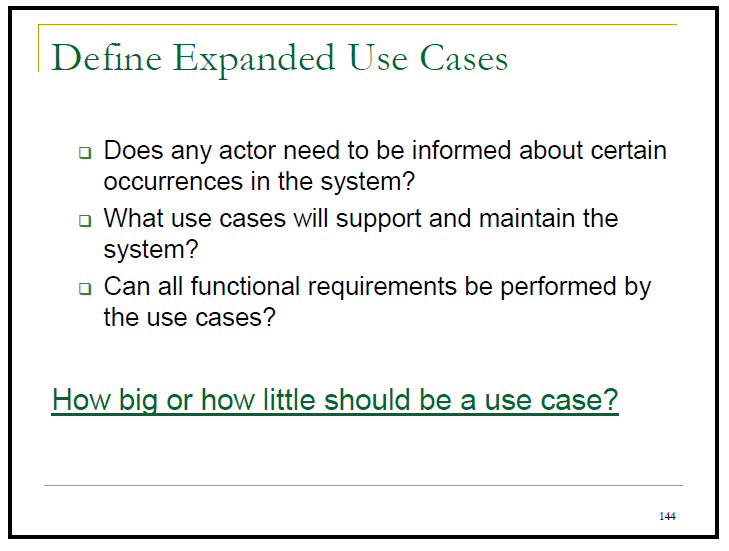 Define Expanded Use Cases
❑ Does any actor need to be informed about certain
occurrences in the system?
❑ What use cases will support and maintain the
system?
❑ Can all functional requirements be performed by
the use cases?
How big or how little should be a use case?
144